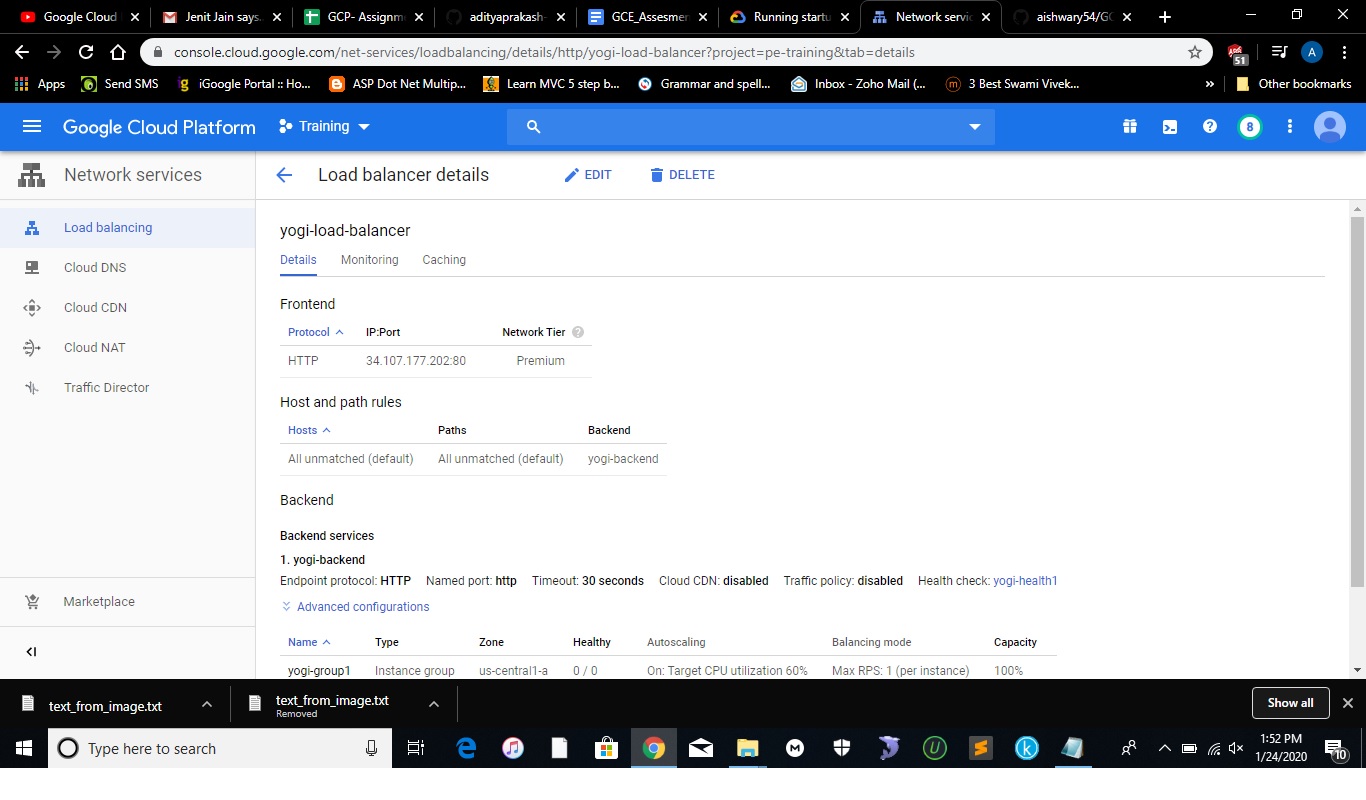 Google Cloud
Jenit Jain says.
GCP- Assignm
adityaprakash-
GCE_Assesmer
Running startu
Network servic
aishwary54/GC
console.cloud.google.com/net-services/loadbalancing/details/http/yogi-load-balancer?project=pe-training&tab=details
51
A
Apps
Send SMS
iGoogle Portal :: Ho...
ASP Dot Net Multip...
Learn MVC 5 step b...
Grammar and spell...
Inbox - Zoho Mail (...
3 Best Swami Vivek...
»
Other bookmarks
Google Cloud Platform
Training
8
Network services
Load balancer details
EDIT
DELETE
Load balancing
Cloud DNS
Cloud CDN
Cloud NAT
Traffic Director
Marketplace
yogi-load-balancer
Details Monitoring Caching
Frontend
Protocol IP:Port Network Tier ?
HTTP 34.107.177.202:80 Premium
Host and path rules
Hosts Paths Backend
All unmatched (default) All unmatched (default) yogi-backend
Backend
Backend services
1. yogi-backend
Endpoint protocol: HTTP Named port: http Timeout: 30 seconds Cloud CDN: disabled Traffic policy: disabled Health check: yogi-health1
Advanced configurations
Name Type Zone Healthy Autoscaling Balancing mode Capacity
yogi-group1 Instance group us-central1-a 0 / 0 On: Target CPU utilization 60% Max RPS: 1 (per instance) 100%
text_from_image.txt
text_from_image.txt
Removed
Show all
Type here to search
1:52 PM
1/24/2020
10